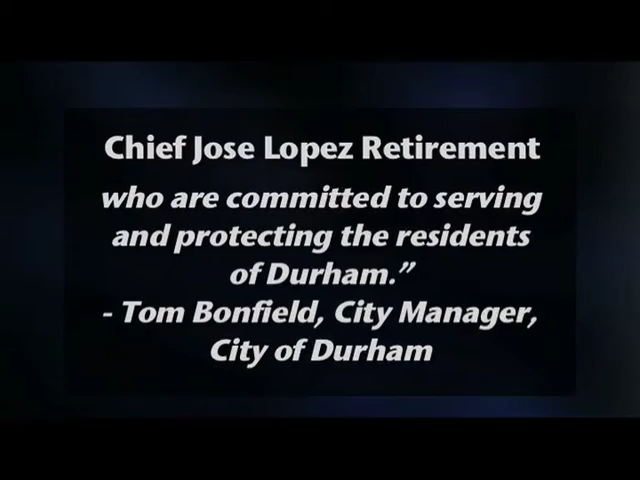 Chief Jose Lopez Retirement
who are committed to serving
and protecting the residents
of Durham.”
- Tom Bonfield, City Manager,
City of Durham